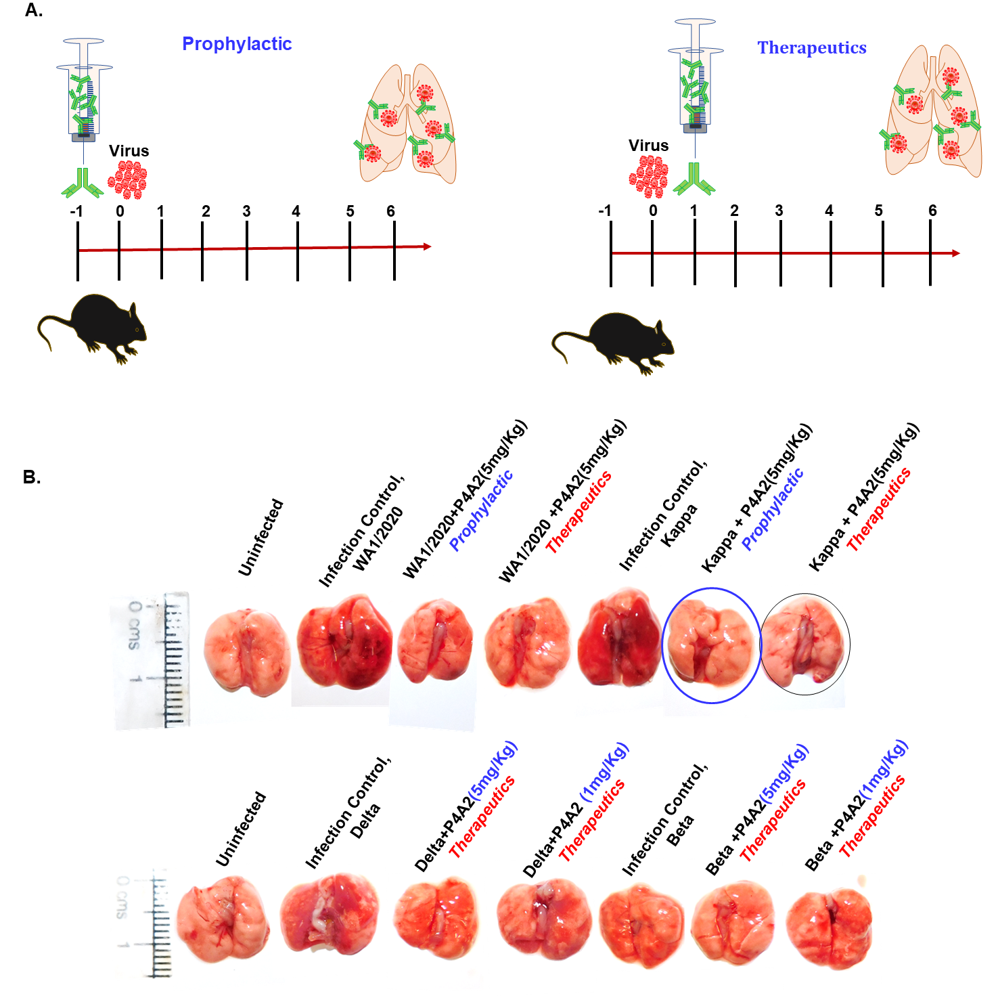 A.
Prophylactic
Therapeutics
Virus
Virus
-1 0 1 2 3 4 5 6
-1 0 1 2 3 4 5 6
B.
Uninfected
Infection Control,
WA1/2020
WA1/2020+P4A2(5mg/Kg)
Prophylactic
WA1/2020 +P4A2(5mg/Kg)
Therapeutics
Infection Control,
Kappa
Kappa + P4A2(5mg/Kg)
Prophylactic
Kappa + P4A2(5mg/Kg)
Therapeutics
0 cms
1
Uninfected
Infection Control,
Delta
Delta+P4A2(5mg/Kg)
Therapeutics
Delta+P4A2 (1mg/Kg)
Therapeutics
Infection Control,
Beta
Beta +P4A2(5mg/Kg)
Therapeutics
Beta +P4A2(1mg/Kg)
Therapeutics
0 cms
1